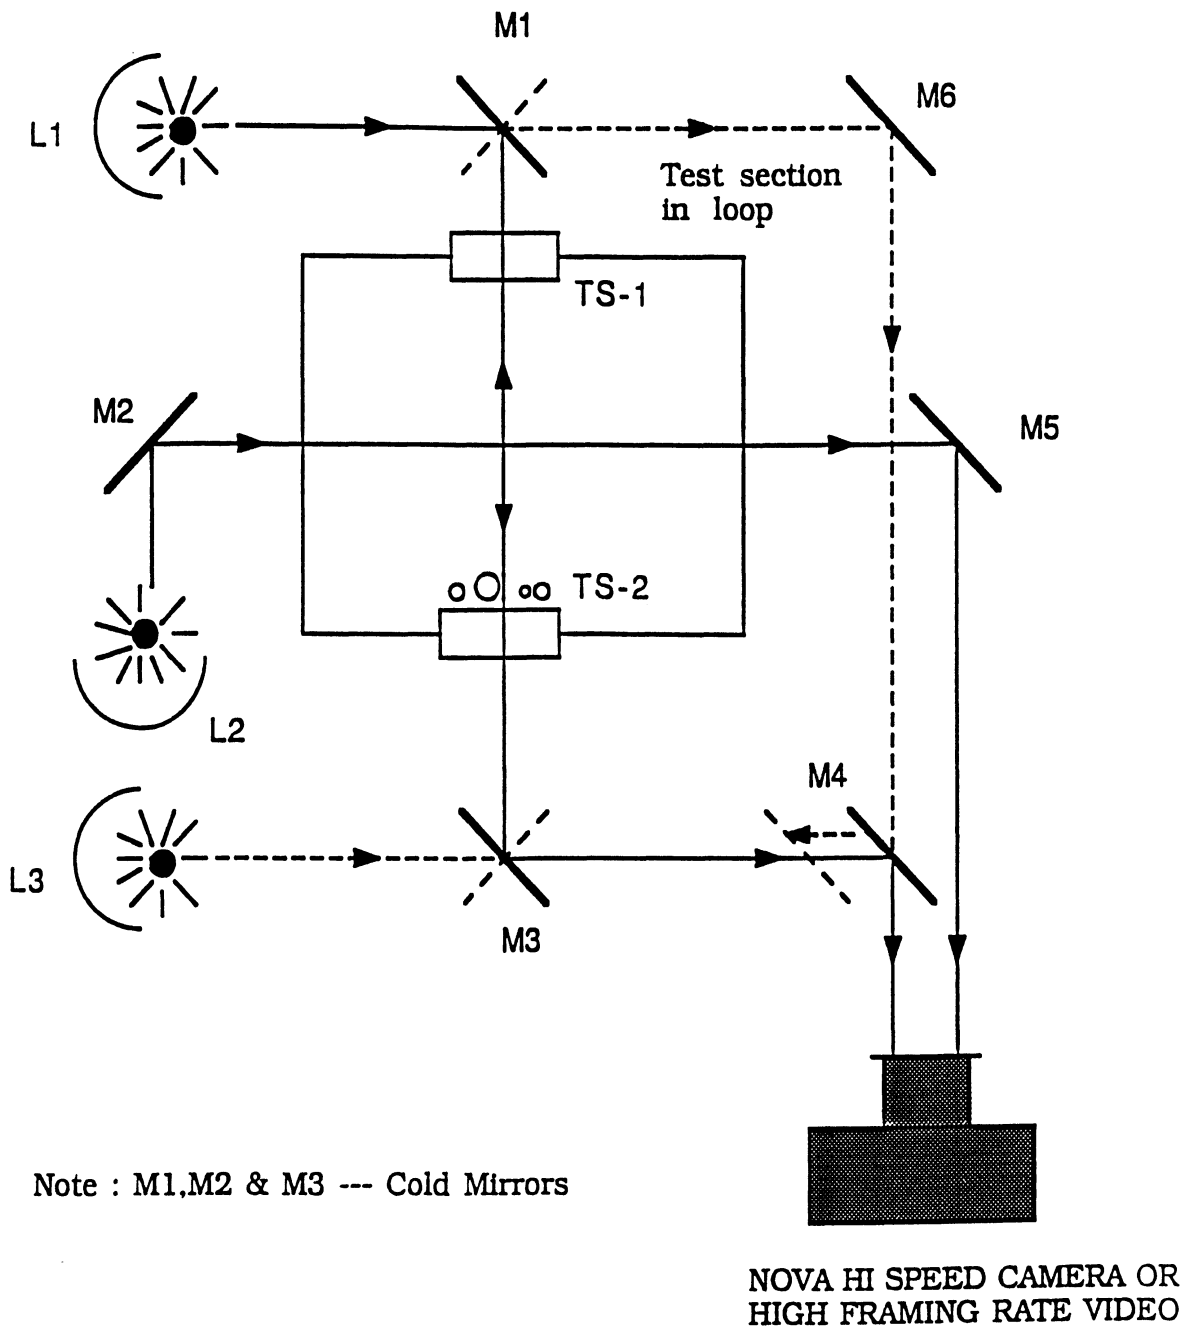 M1
M6
L1
Test section
in loop
TS-1
M2
M5
TS-2
L2
M4
L3
M3
Note : M1,M2 & M3 --- Cold Mirrors
NOVA HI SPEED CAMERA OR
HIGH FRAMING RATE VIDEO